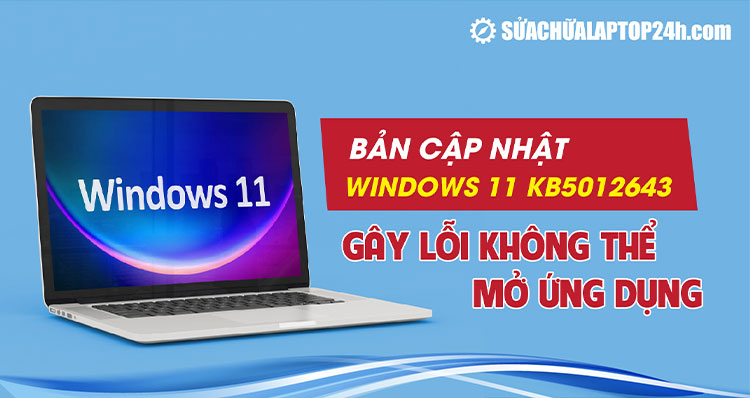 SỬACHỮALAPTOP24h.com
BẢN CẬP NHẬT
WINDOWS 11 KB5012643
Windows 11
GÂY LỖI KHÔNG THỂ
MỞ ỨNG DỤNG